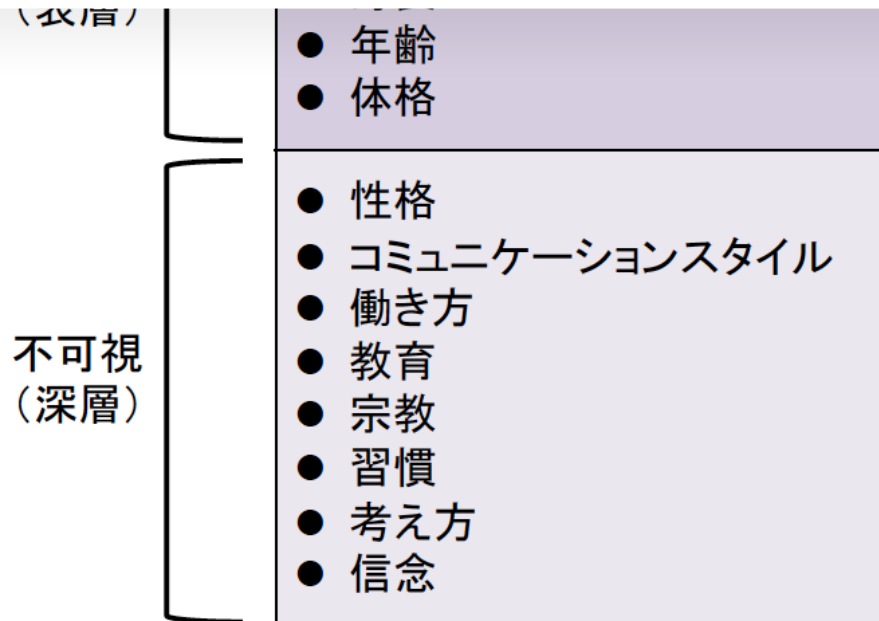 （表層）
● 年齢
● 体格
● 性格
● コミュニケーションスタイル
● 働き方
不可視
（深層）
● 教育
● 宗教
● 習慣
● 考え方
● 信念